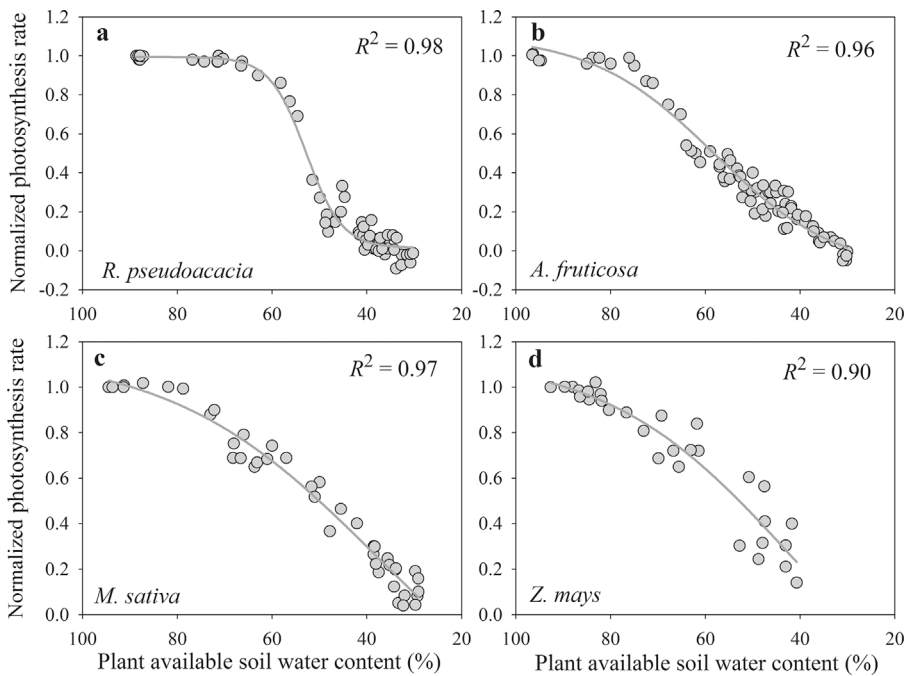 a
R² = 0.98
R. pseudoacacia
Normalized photosynthesis rate
1.2
1.0
0.8
0.6
0.4
0.2
0.0
-0.2
100 80 60 40 20
b
R² = 0.96
A. fruticosa
1.2
1.0
0.8
0.6
0.4
0.2
0.0
-0.2
100 80 60 40 20
c
R² = 0.97
M. sativa
Normalized photosynthesis rate
1.2
1.0
0.8
0.6
0.4
0.2
0.0
100 80 60 40 20
Plant available soil water content (%)
d
R² = 0.90
Z. mays
1.2
1.0
0.8
0.6
0.4
0.2
0.0
100 80 60 40 20
Plant available soil water content (%)